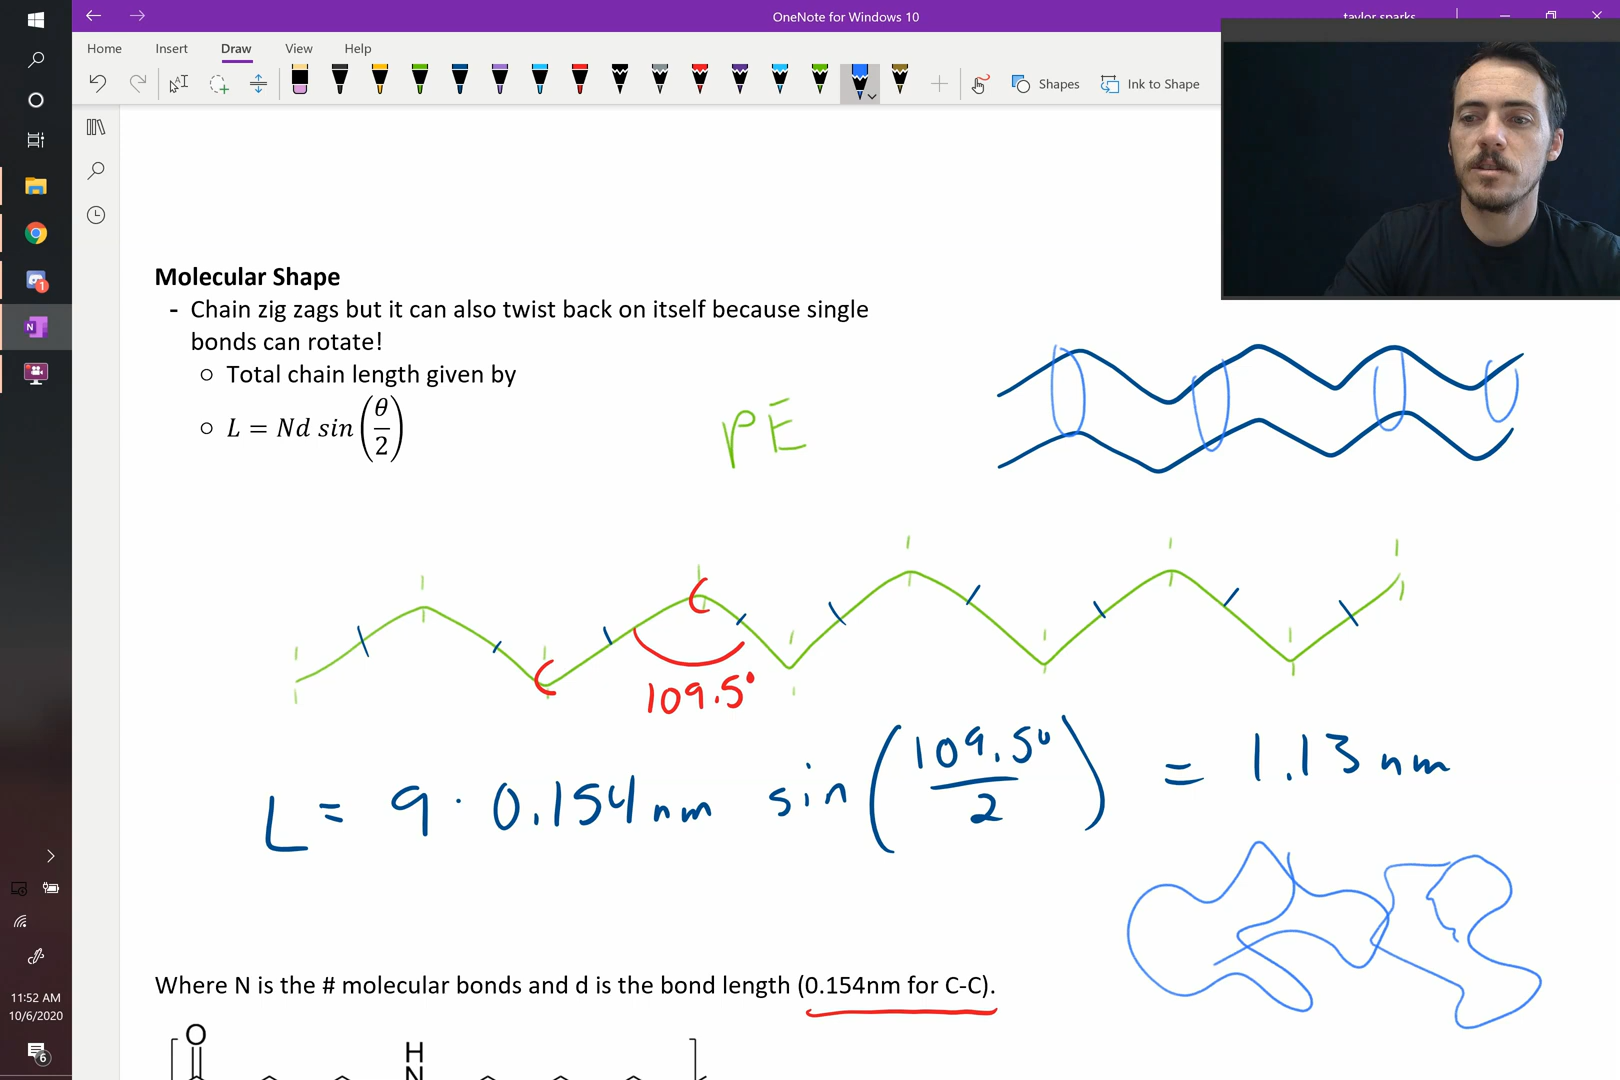 OneNote for Windows 10
taylor sparks
Home Insert Draw View Help
Shapes
Ink to Shape
Molecular Shape
- Chain zig zags but it can also twist back on itself because single
bonds can rotate!
○ Total chain length given by
○ L = Nd sin(θ/2)
PE
109.5°
L = 9 · 0.154nm sin(109.5°/2) = 1.13 nm
Where N is the # molecular bonds and d is the bond length (0.154nm for C-C).
O
H
N
1
11:52 AM
10/6/2020
6